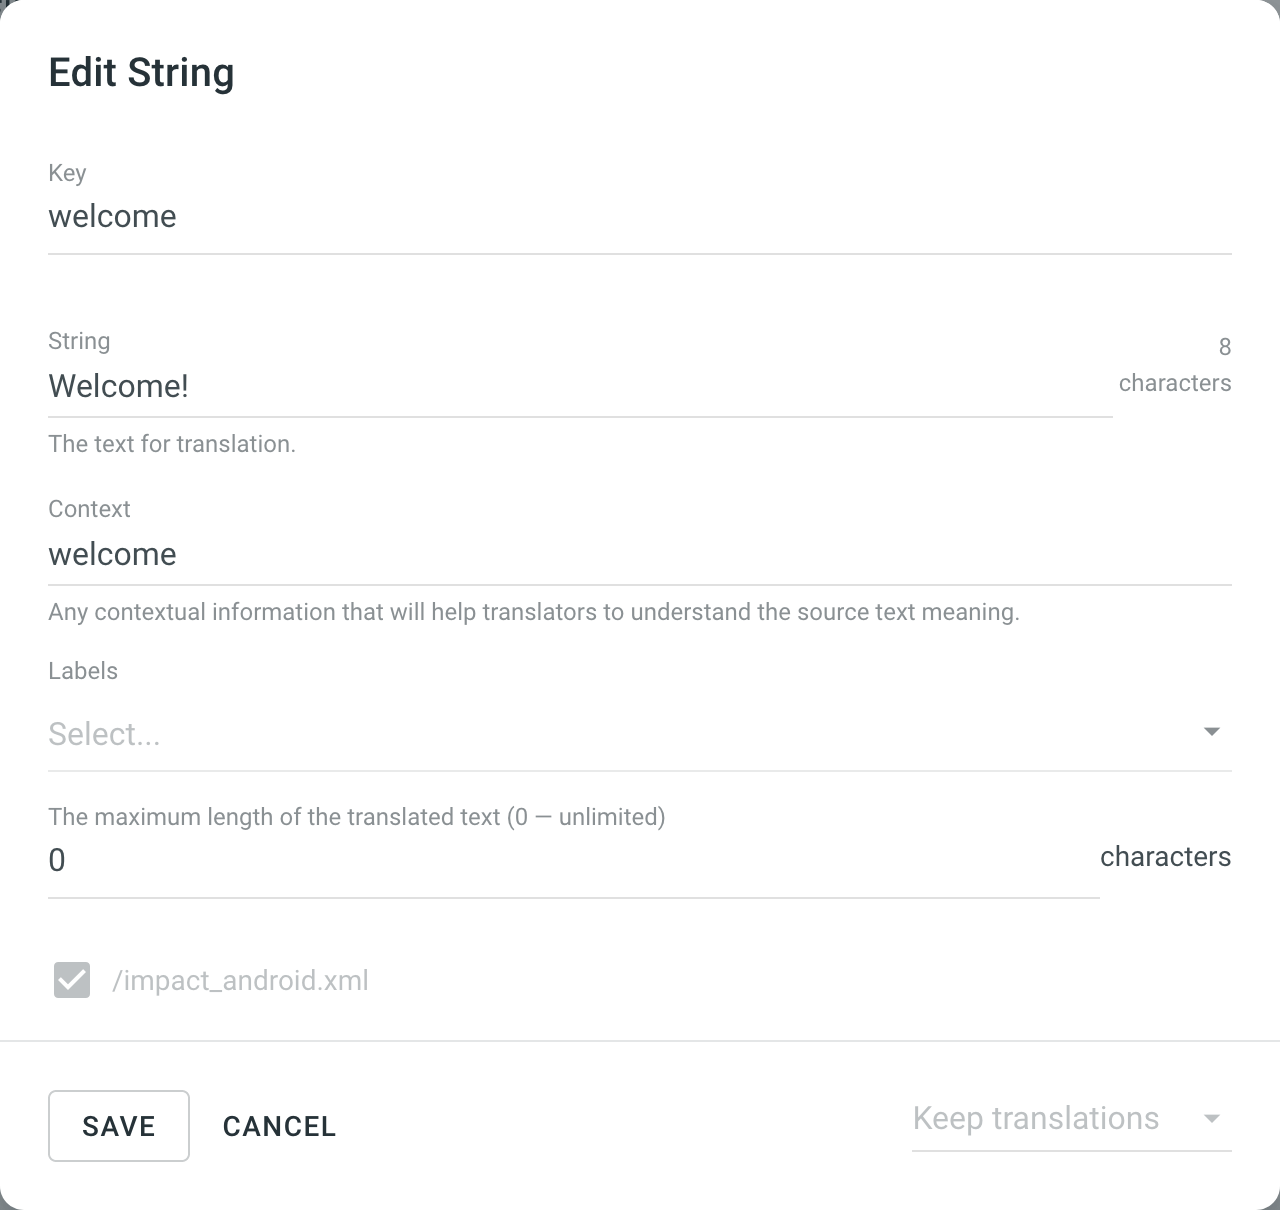 Edit String
Key
welcome
String
8
Welcome!
characters
The text for translation.
Context
welcome
Any contextual information that will help translators to understand the source text meaning.
Labels
Select...
The maximum length of the translated text (0 — unlimited)
0
characters
/impact_android.xml
SAVE CANCEL Keep translations